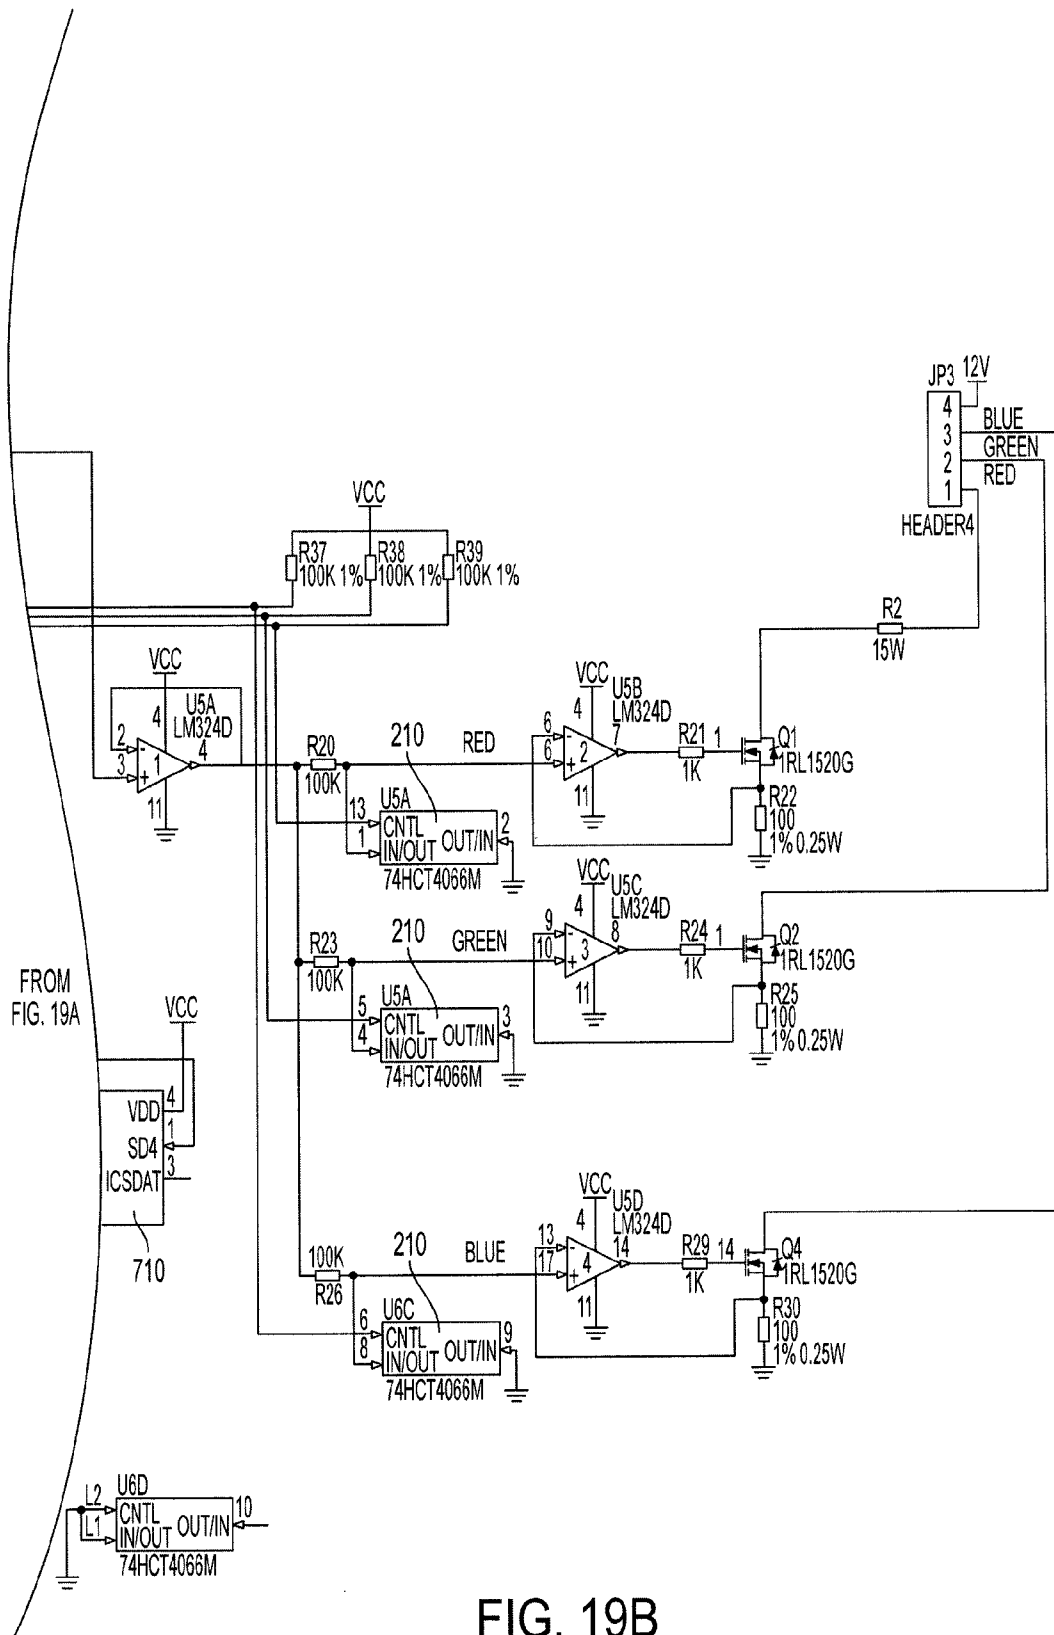 JP3 12V
4
3 BLUE
GREEN
2
RED
1
HEADER4
VCC
R37
100K 1%
R38
100K 1%
R39
100K 1%
R2
15W
VCC
4
U5A
LM324D
2
-
3
+
1
4
11
R20
100K
210
RED
U5A
13
CNTL
1
IN/OUT
OUT/IN
2
74HCT4066M
VCC
4
U5B
LM324D
6
-
6
+
2
7
11
R21
1K
1
Q1
1RL1520G
R22
100
1% 0.25W
R23
100K
210
GREEN
U5A
5
CNTL
4
IN/OUT
OUT/IN
3
74HCT4066M
VCC
4
U5C
LM324D
9
-
10
+
3
8
11
R24
1K
1
Q2
1RL1520G
R25
100
1% 0.25W
FROM
FIG. 19A
VCC
VDD
4
1
SD4
ICSDAT
3
710
100K
R26
210
BLUE
U6C
6
CNTL
8
IN/OUT
OUT/IN
9
74HCT4066M
VCC
4
U5D
LM324D
13
-
17
+
4
14
11
R29
1K
14
Q4
1RL1520G
R30
100
1% 0.25W
U6D
L2
CNTL
L1
IN/OUT
OUT/IN
10
74HCT4066M
FIG. 19B